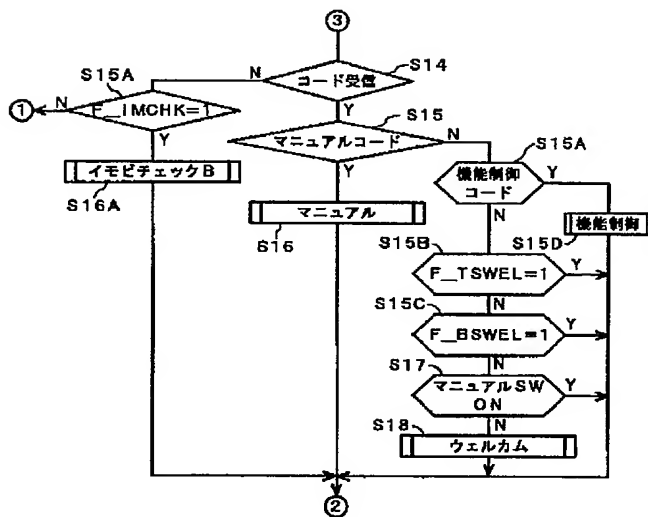 ③
S14
コード受信
N
Y
S15A
F_IMCHK=1
N
Y
①
イモビチェックB
S16A
S15
マニュアルコード
N
Y
マニュアル
S16
S15A
機能制御
コード
Y
N
機能制御
S15D
S15B
F_TSWEL=1
Y
N
S15C
F_BSWEL=1
Y
N
S17
マニュアルSW
ON
Y
N
S18
ウェルカム
②